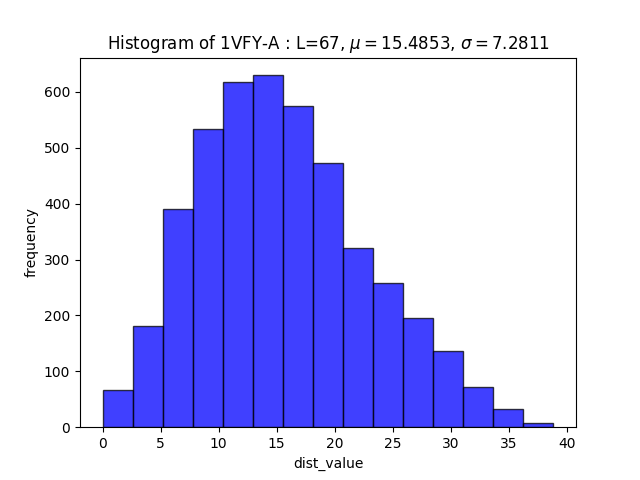 Histogram of 1VFY-A : L=67, μ = 15.4853, σ = 7.2811
600
500
400
300
200
100
0
frequency
0 5 10 15 20 25 30 35 40
dist_value